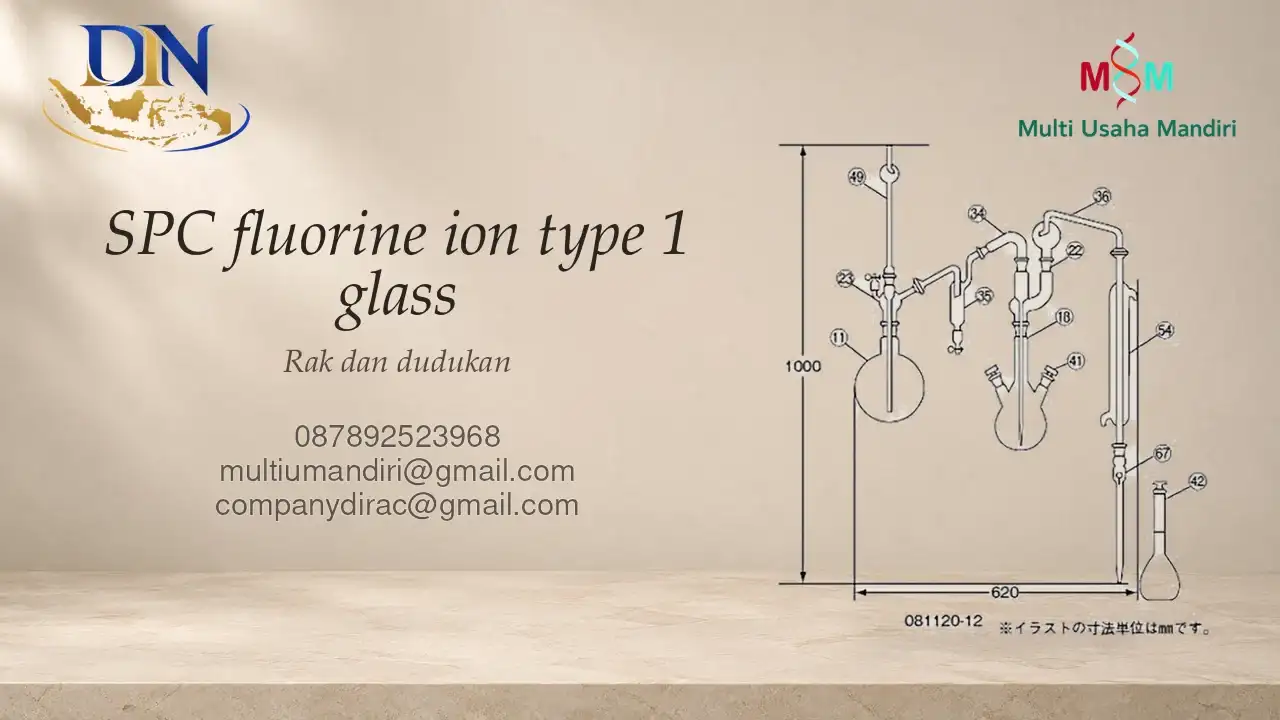 DIN
M M
Multi Usaha Mandiri
SPC fluorine ion type 1
glass
Rak dan dudukan
087892523968
multiumandiri@gmail.com
companydirac@gmail.com
49
34
36
22
23
35
18
11
54
41
1000
67
42
620
081120-12
※イラストの寸法単位は㎜です。